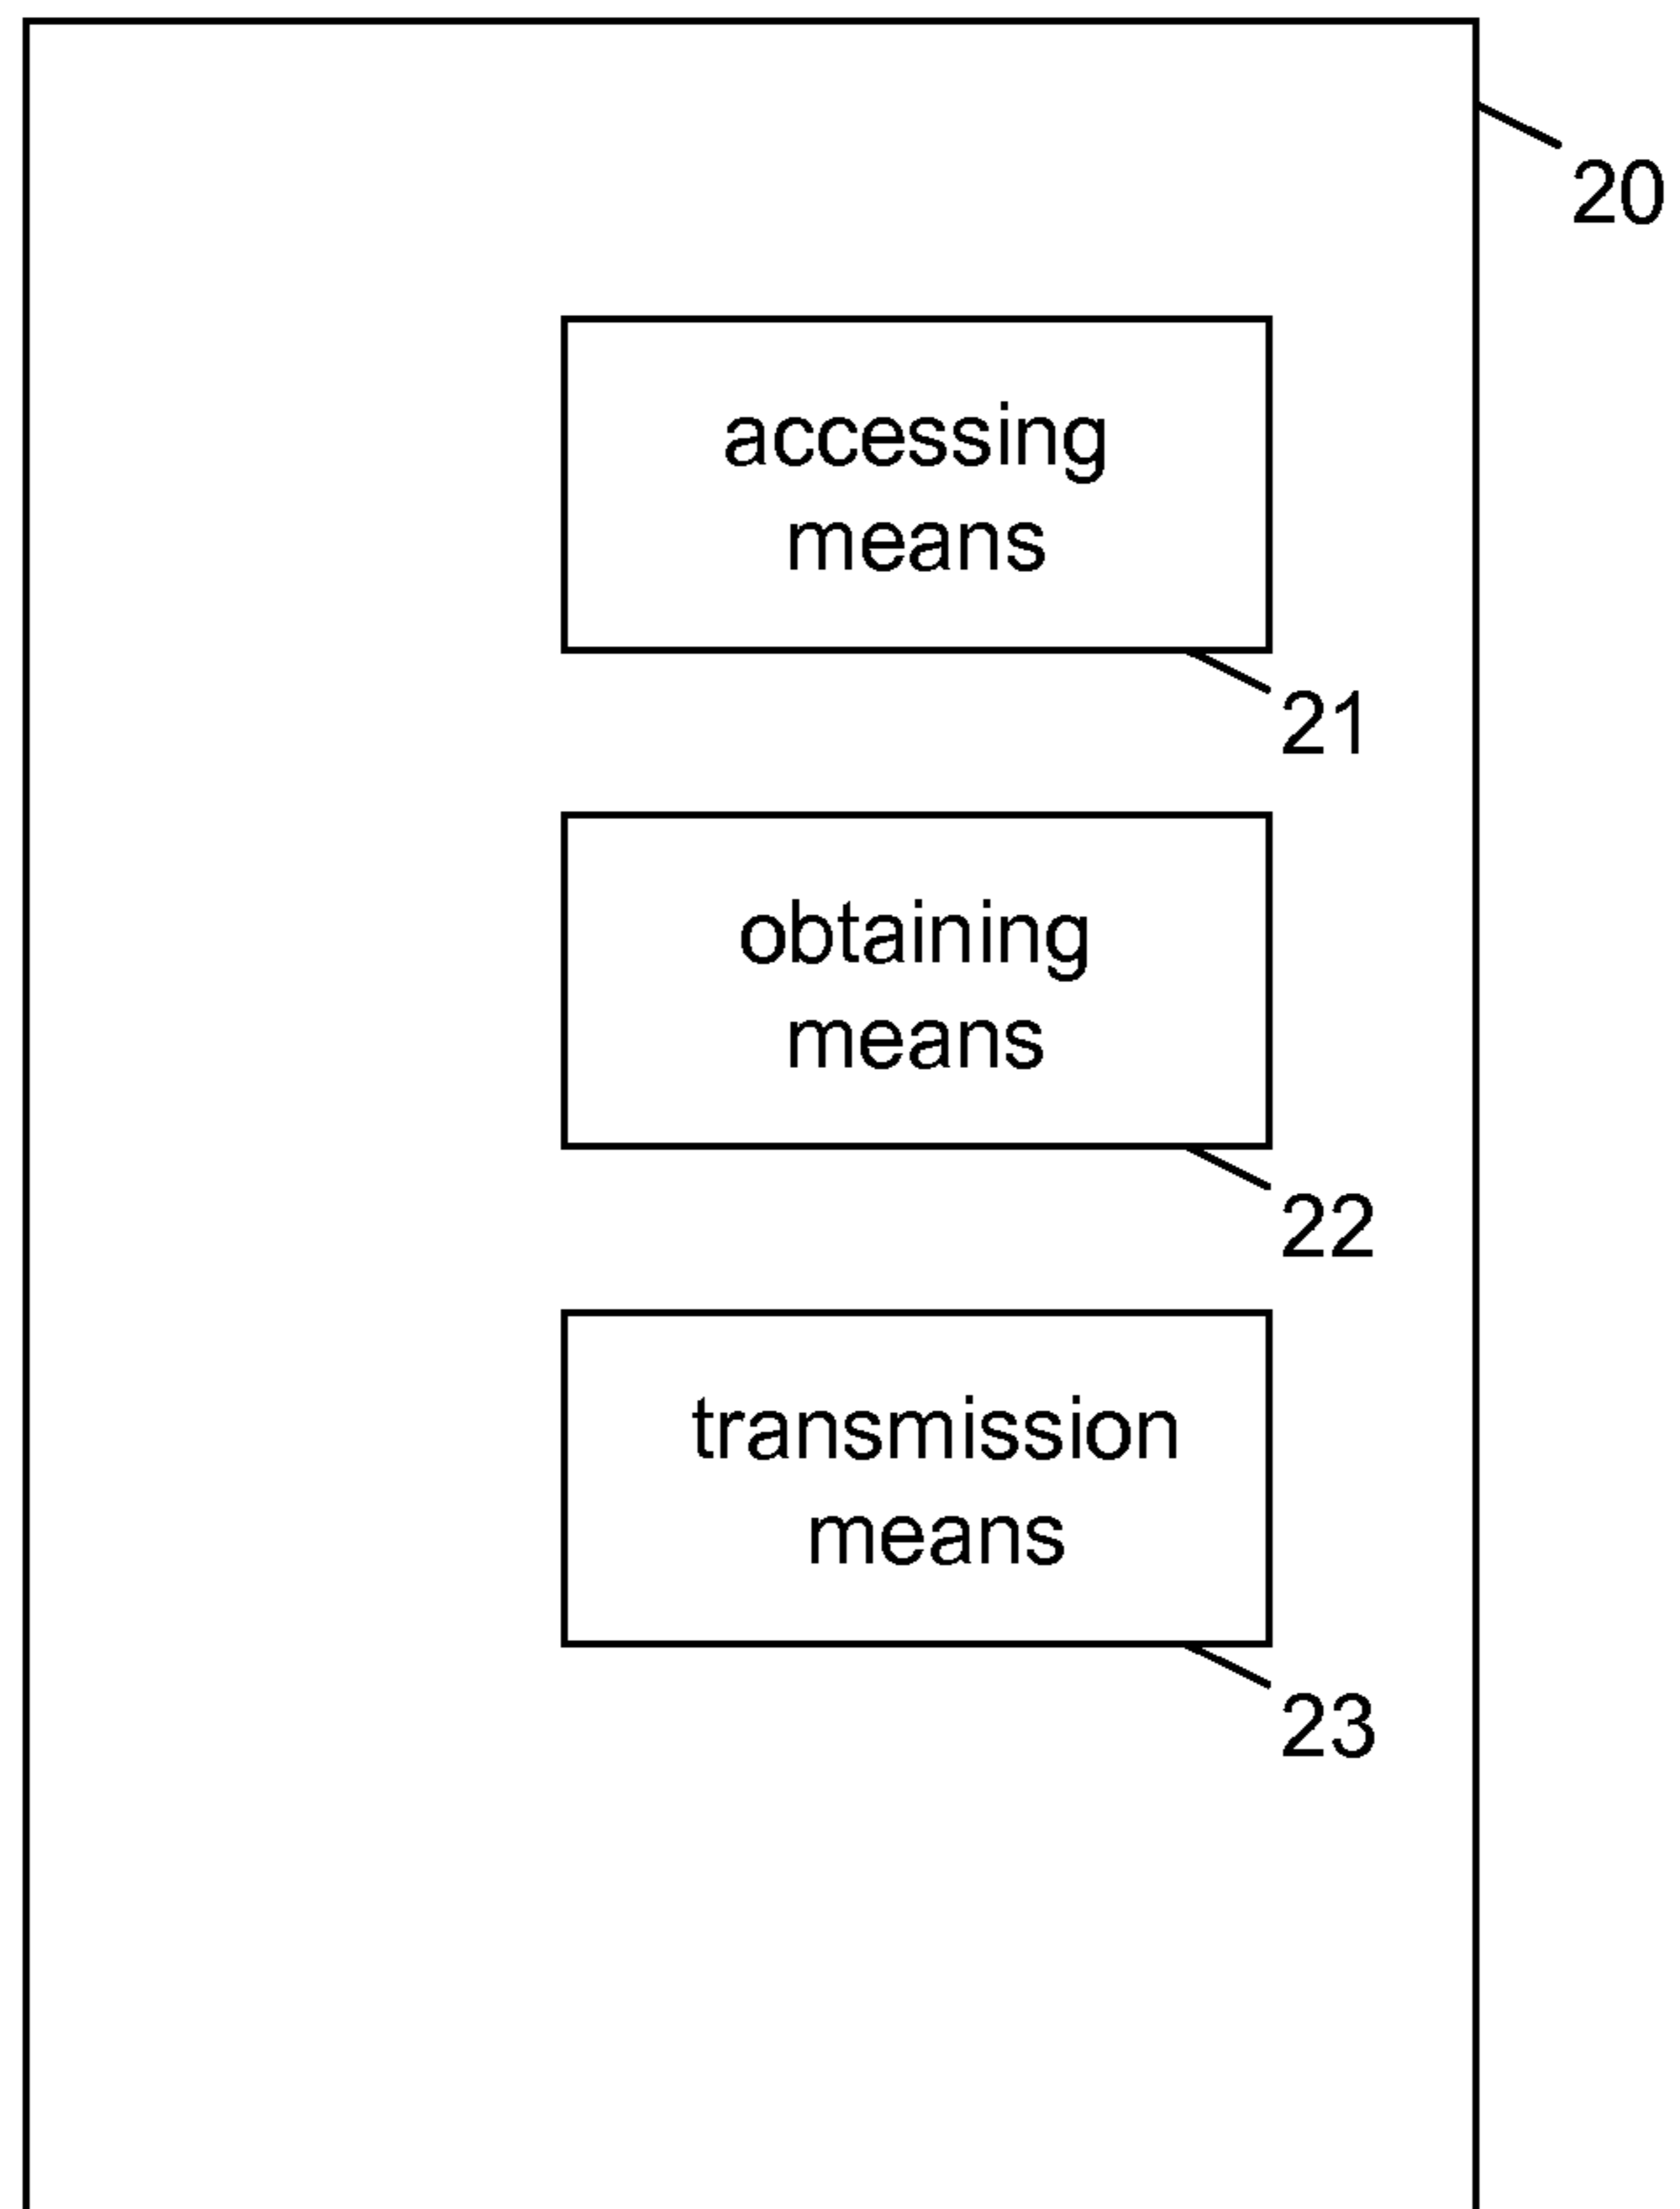 20
accessing
means
21
obtaining
means
22
transmission
means
23